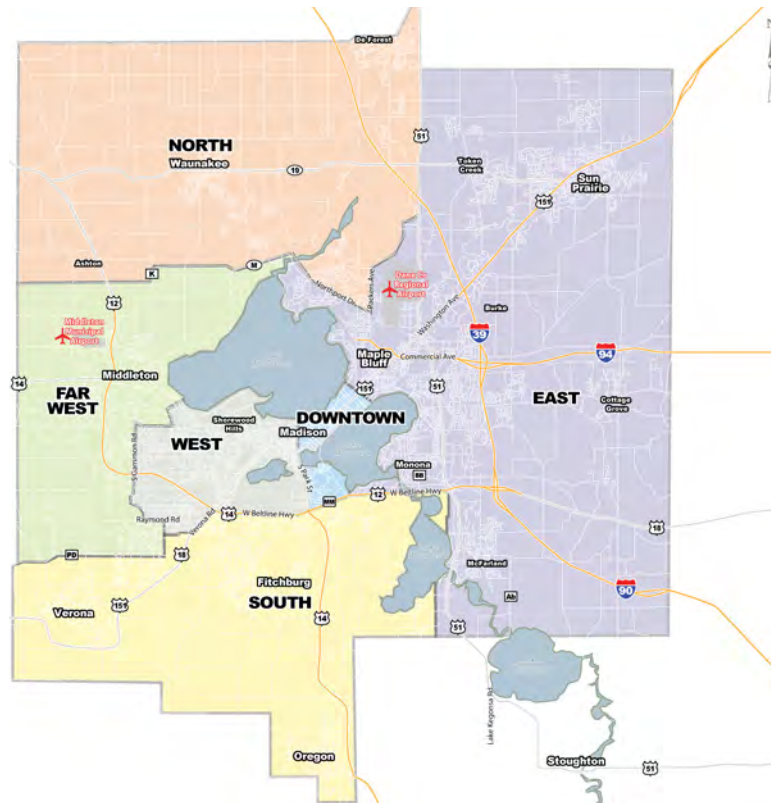 De Forest
51
NORTH
Waunakee
19
Token
Creek
Sun
Prairie
151
Ashton
K
M
Northport Dr
Packers Ave
Dane Co
Regional
Airport
Washington Ave
Burke
12
Middleton
Municipal
Airport
39
94
Maple
Bluff
Commercial Ave
14
Middleton
151
51
FAR
WEST
EAST
Cottage
Grove
Shorewood
Hills
DOWNTOWN
WEST
Madison
S Gammon Rd
S Park St
Monona
BB
12
W Beltline Hwy
MM
Raymond Rd
Verona Rd
14
W Beltline Hwy
18
PD
18
McFarland
Fitchburg
SOUTH
90
Ab
Verona
151
14
51
Lake Kegonsa Rd
Oregon
Stoughton
51